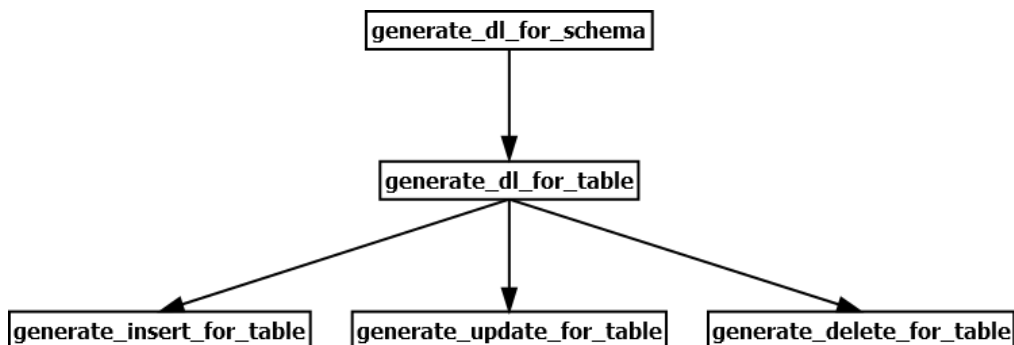 generate_dl_for_schema
generate_dl_for_table
generate_insert_for_table
generate_update_for_table
generate_delete_for_table